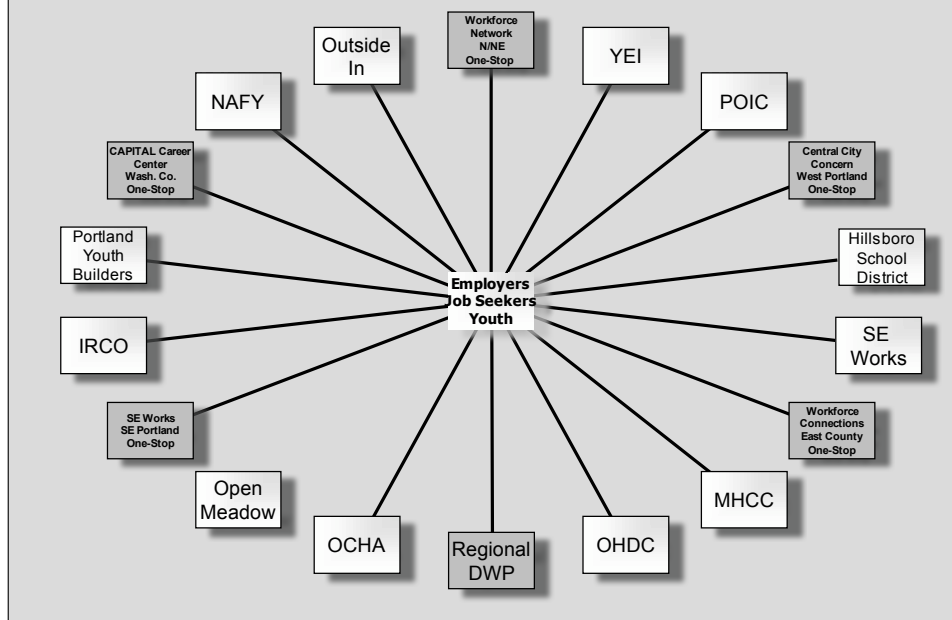 Workforce
Network
N/NE
One-Stop
Outside
In
YEI
NAFY
POIC
CAPITAL Career
Center
Wash. Co.
One-Stop
Central City
Concern
West Portland
One-Stop
Portland
Youth
Builders
Hillsboro
School
District
Employers
Job Seekers
Youth
IRCO
SE
Works
SE Works
SE Portland
One-Stop
Workforce
Connections
East County
One-Stop
Open
Meadow
MHCC
OCHA
Regional
DWP
OHDC